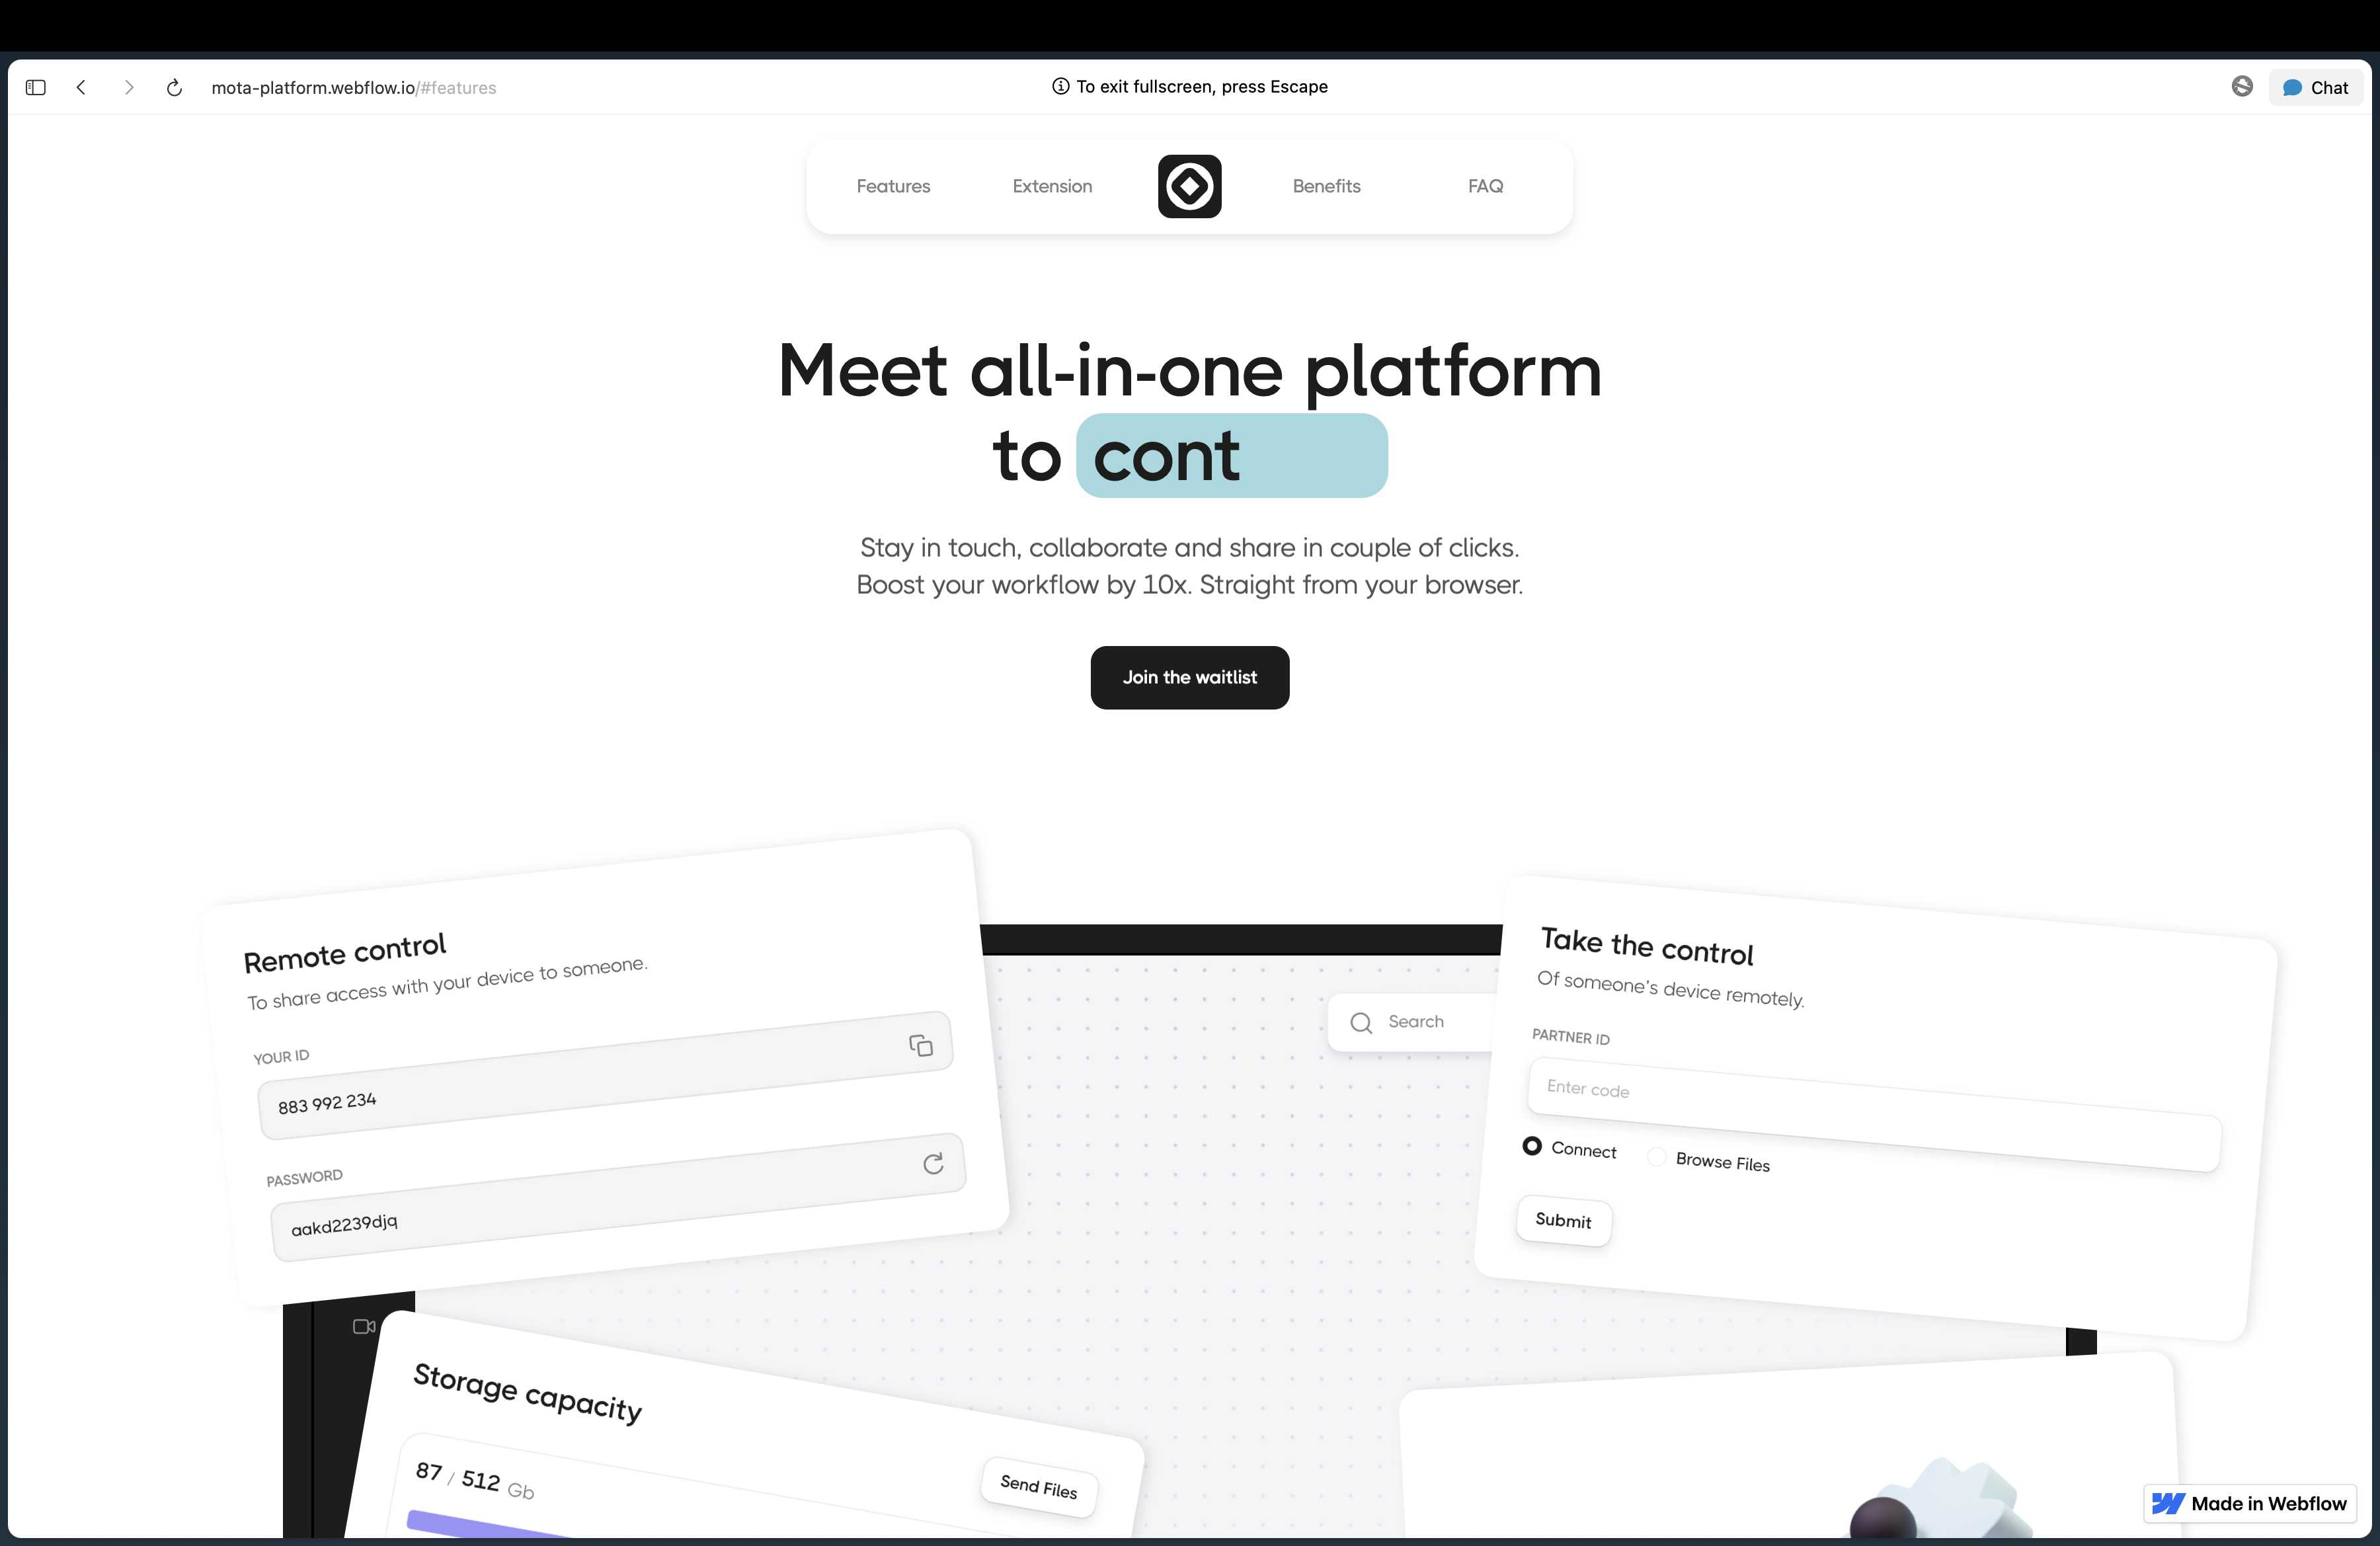 mota-platform.webflow.io/#features
To exit fullscreen, press Escape
Chat
Features
Extension
Benefits
FAQ
Meet all-in-one platform
to cont
Stay in touch, collaborate and share in couple of clicks.
Boost your workflow by 10x. Straight from your browser.
Join the waitlist
Remote control
To share access with your device to someone.
YOUR ID
883 992 234
PASSWORD
aakd2239djq
Search
Take the control
Of someone's device remotely.
PARTNER ID
Enter code
Connect
Browse Files
Submit
Storage capacity
87 / 512 Gb
Send Files
Made in Webflow